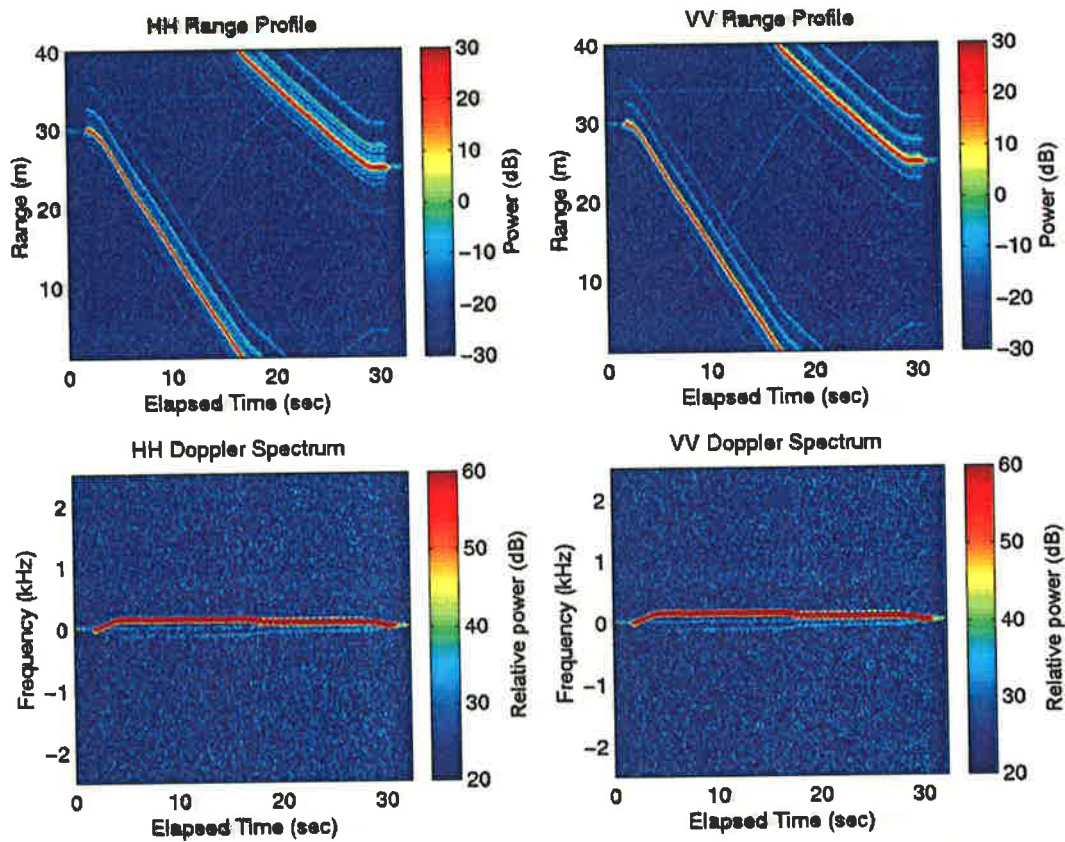 HH Range Profile
40
30
20
10
Range (m)
0 10 20 30
Elapsed Time (sec)
30
20
10
0
−10
−20
−30
Power (dB)
VV Range Profile
40
30
20
10
Range (m)
0 10 20 30
Elapsed Time (sec)
30
20
10
0
−10
−20
−30
Power (dB)
HH Doppler Spectrum
2
1
0
−1
−2
Frequency (kHz)
0 10 20 30
Elapsed Time (sec)
60
50
40
30
20
Relative power (dB)
VV Doppler Spectrum
2
1
0
−1
−2
Frequency (kHz)
0 10 20 30
Elapsed Time (sec)
60
50
40
30
20
Relative power (dB)